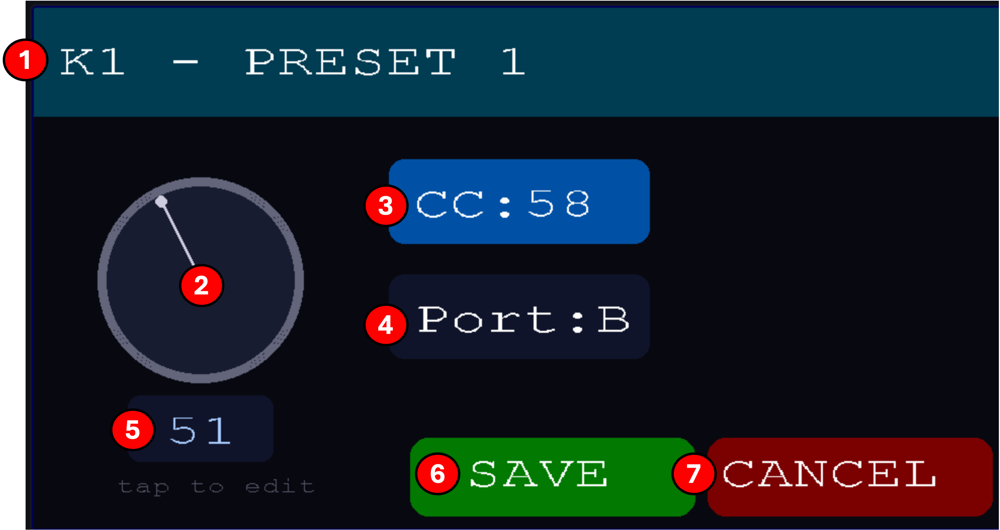 1 K1 - PRESET 1
2
3 CC:58
4 Port:B
5 51
tap to edit
6 SAVE
7 CANCEL